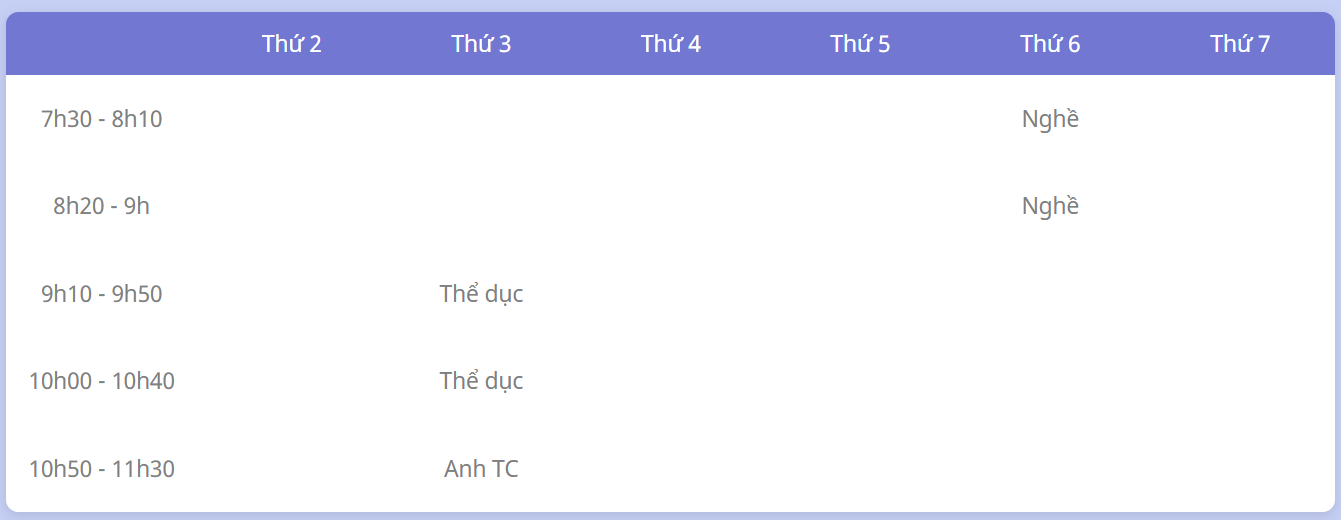 Thứ 2 Thứ 3 Thứ 4 Thứ 5 Thứ 6 Thứ 7
7h30 - 8h10 Nghề
8h20 - 9h Nghề
9h10 - 9h50 Thể dục
10h00 - 10h40 Thể dục
10h50 - 11h30 Anh TC